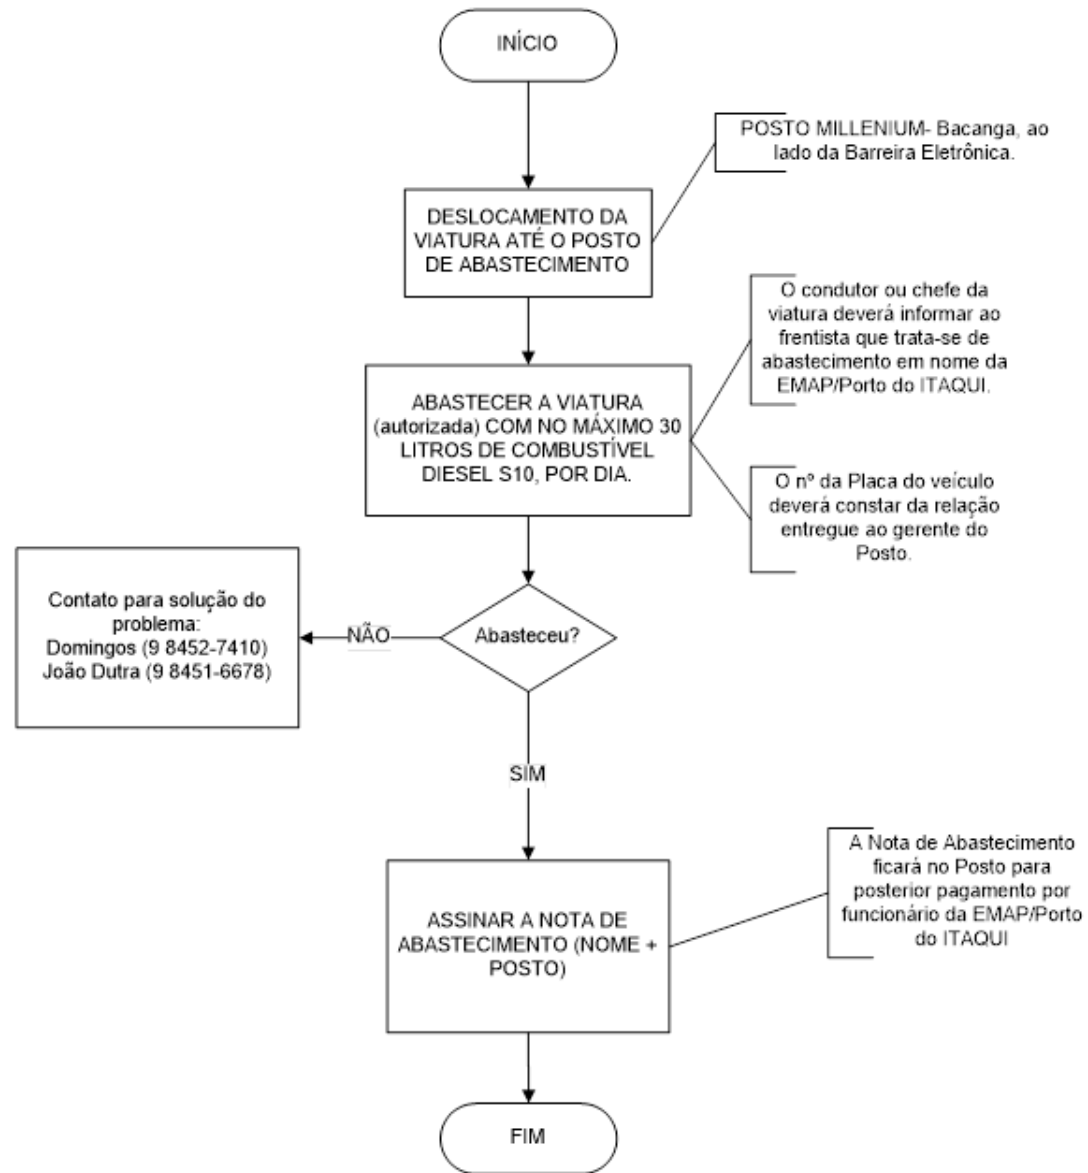 INÍCIO
POSTO MILLENIUM- Bacanga, ao
lado da Barreira Eletrônica.
DESLOCAMENTO DA
VIATURA ATÉ O POSTO
DE ABASTECIMENTO
O condutor ou chefe da
viatura deverá informar ao
frentista que trata-se de
abastecimento em nome da
EMAP/Porto do ITAQUI.
ABASTECER A VIATURA
(autorizada) COM NO MÁXIMO 30
LITROS DE COMBUSTÍVEL
DIESEL S10, POR DIA.
O nº da Placa do veículo
deverá constar da relação
entregue ao gerente do
Posto.
Abasteceu?
NÃO
Contato para solução do
problema:
Domingos (9 8452-7410)
João Dutra (9 8451-6678)
SIM
ASSINAR A NOTA DE
ABASTECIMENTO (NOME +
POSTO)
A Nota de Abastecimento
ficará no Posto para
posterior pagamento por
funcionário da EMAP/Porto
do ITAQUI
FIM